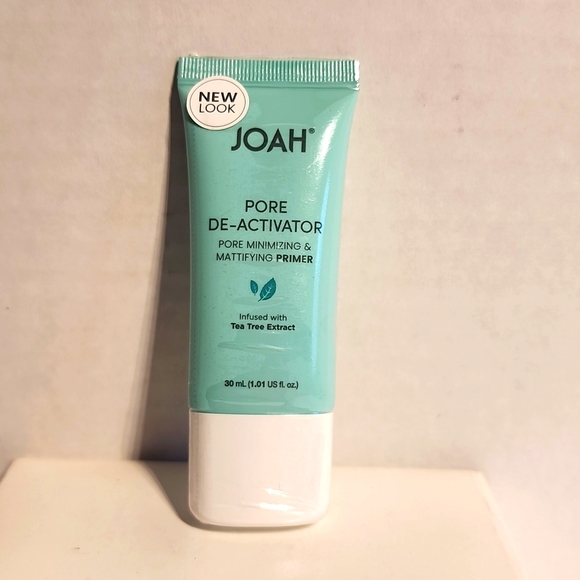 NEW
LOOK
JOAH®
PORE
DE-ACTIVATOR
PORE MINIMIZING &
MATTIFYING PRIMER
Infused with
Tea Tree Extract
30 mL (1.01 US fl. oz.)